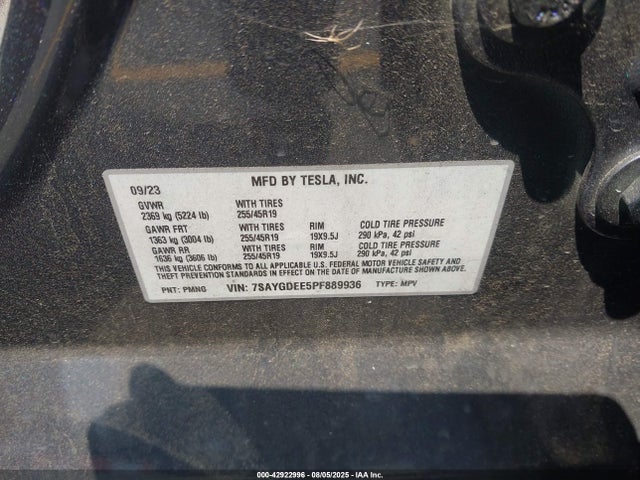 MFD BY TESLA, INC.
09/23
GVWR WITH TIRES
2369 kg (5224 lb) 255/45R19
GAWR FRT WITH TIRES RIM COLD TIRE PRESSURE
1363 kg (3004 lb) 255/45R19 19X9.5J 290 kPa, 42 psi
GAWR RR WITH TIRES RIM COLD TIRE PRESSURE
1636 kg (3606 lb) 255/45R19 19X9.5J 290 kPa, 42 psi
THIS VEHICLE CONFORMS TO ALL APPLICABLE U.S. FEDERAL MOTOR VEHICLE SAFETY AND
THEFT PREVENTION STANDARDS IN EFFECT ON THE DATE OF MANUFACTURE SHOWN ABOVE.
PNT: PMNG VIN: 7SAYGDEE5PF889936 TYPE: MPV
000-42922996 - 08/05/2025 - IAA Inc.